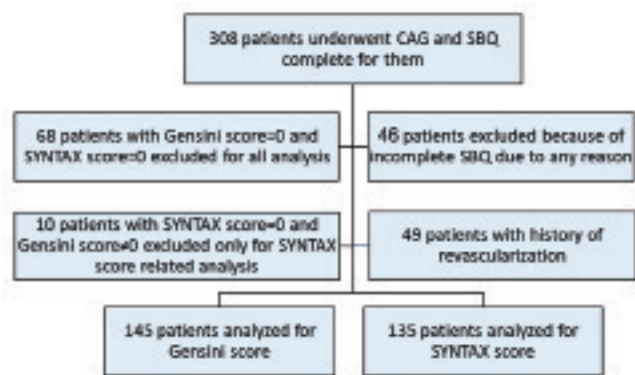 308 patients underwent CAG and SBQ
complete for them
68 patients with Gensini score=0 and
SYNTAX score=0 excluded for all analysis
46 patients excluded because of
incomplete SBQ due to any reason
10 patients with SYNTAX score=0 and
Gensini score≠0 excluded only for SYNTAX
score related analysis
49 patients with history of
revascularization
145 patients analyzed for
Gensini score
135 patients analyzed for
SYNTAX score